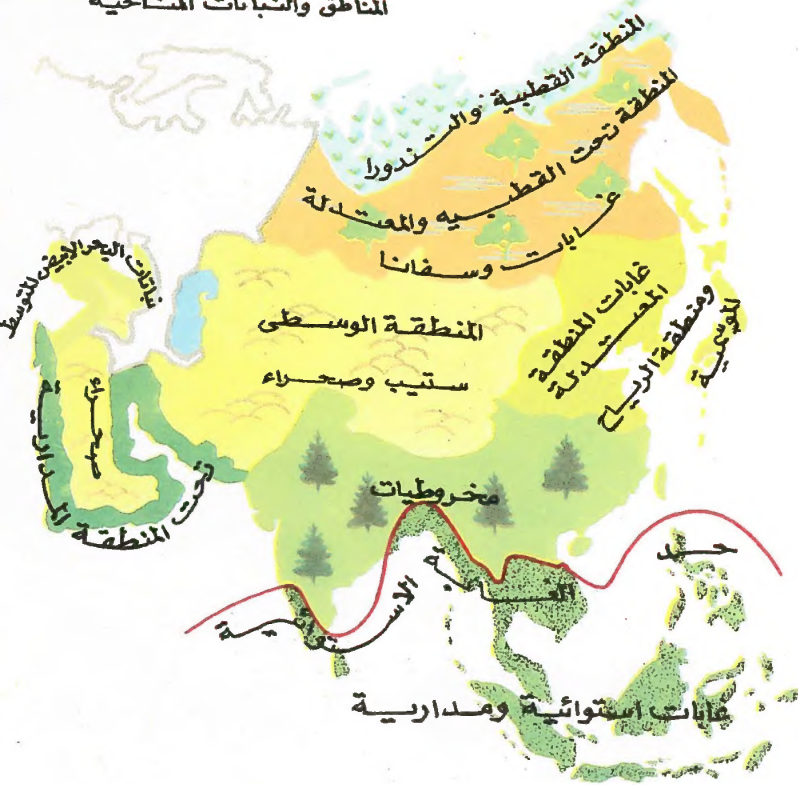 المناطق والنباتات المناخية
المنطقة القطبية والتندورا
المنطقة تحت القطبيه والمعتدلة
غابات وسفانا
نباتات البحر الابيض المتوسط
المنطقة الوسطى
ستيب وصحراء
غابات المنطقة
المعتدلة
ومنطقة الرياح
الموسمية
صحراء
تحت المنطقة المدارية
مخروطيات
حد
الغابة
الاستوائية
غابات استوائية ومدارية